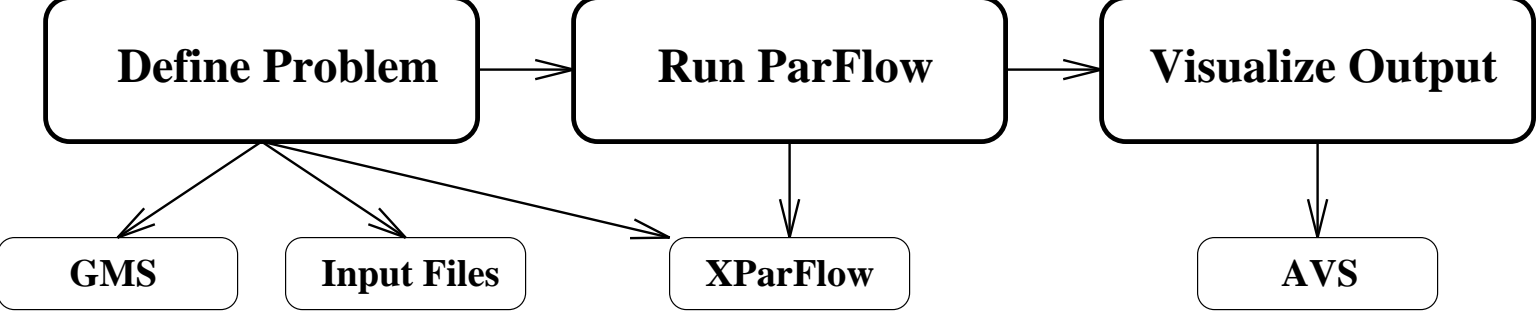 Define Problem
Run ParFlow
Visualize Output
GMS
Input Files
XParFlow
AVS